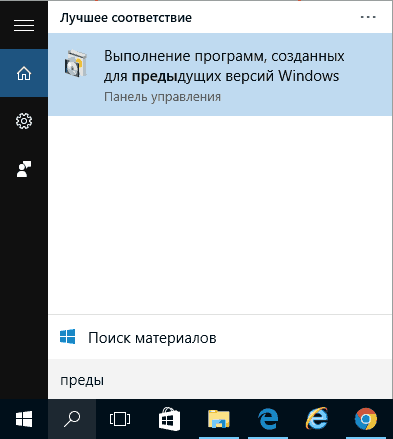 Лучшее соответствие
Выполнение программ, созданных
для предыдущих версий Windows
Панель управления
Поиск материалов
преды